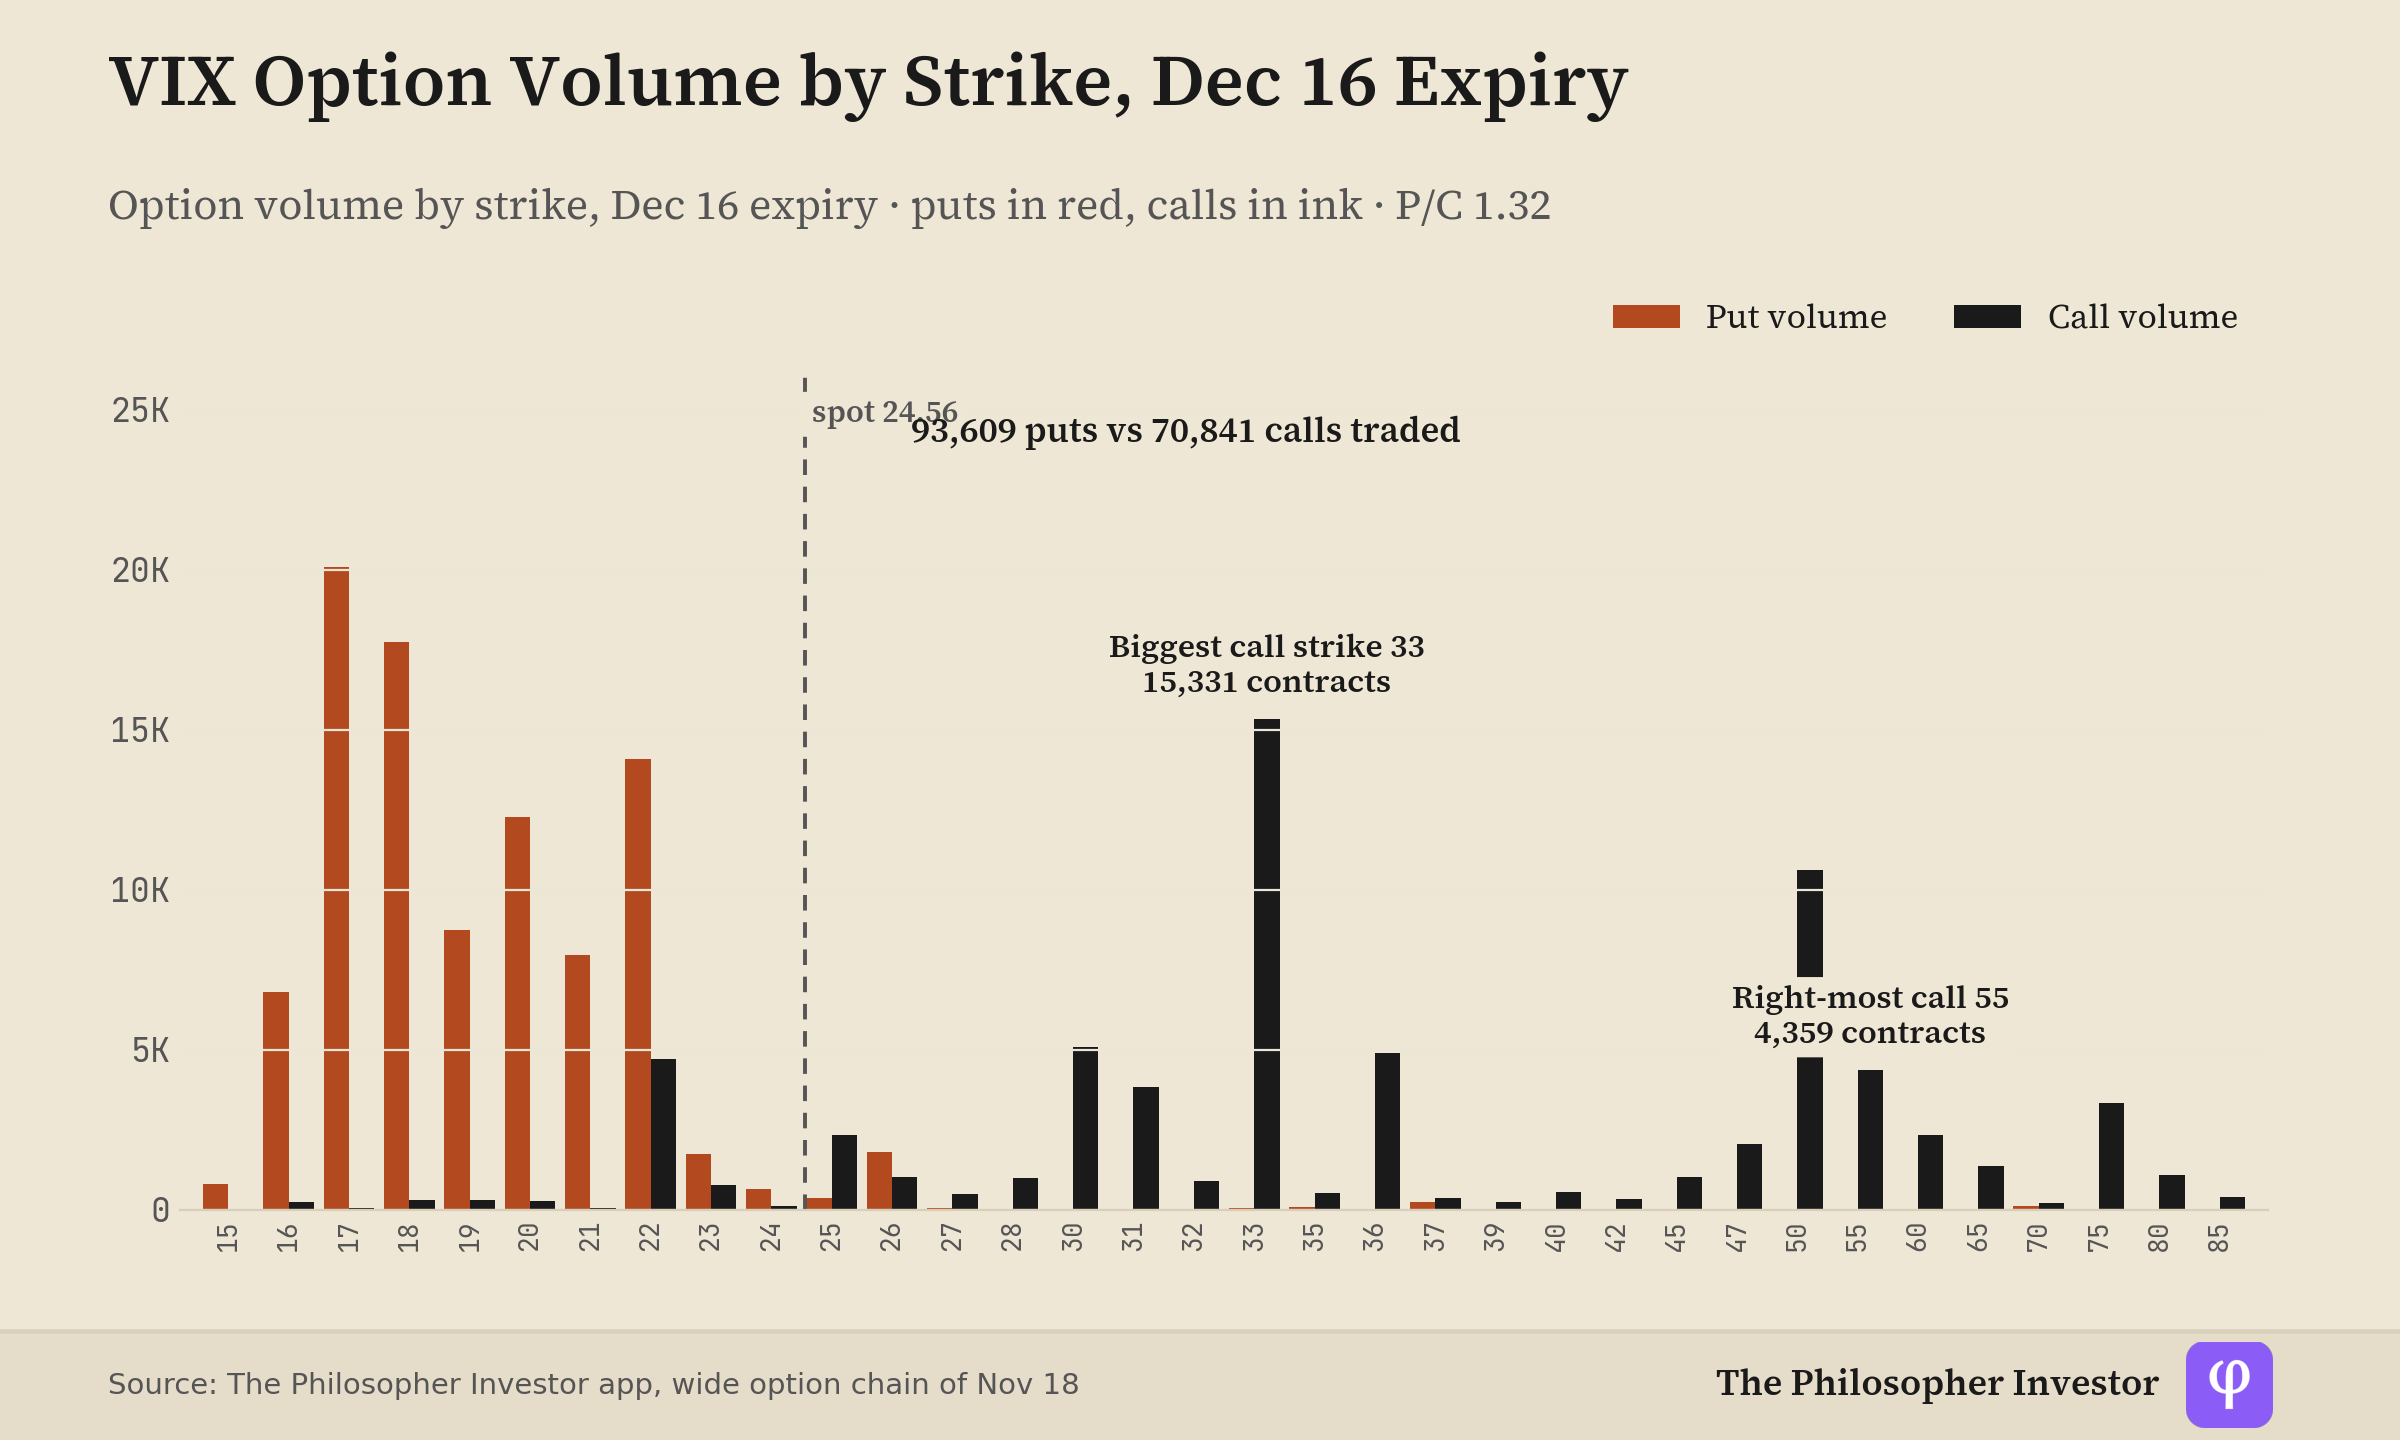 VIX Option Volume by Strike, Dec 16 Expiry
Option volume by strike, Dec 16 expiry · puts in red, calls in ink · P/C 1.32
Put volume
Call volume
25K
20K
15K
10K
5K
0
spot 24.56
93,609 puts vs 70,841 calls traded
Biggest call strike 33
15,331 contracts
Right-most call 55
4,359 contracts
15 16 17 18 19 20 21 22 23 24 25 26 27 28 30 31 32 33 35 36 37 39 40 42 45 47 50 55 60 65 70 75 80 85
Source: The Philosopher Investor app, wide option chain of Nov 18
The Philosopher Investor
φ